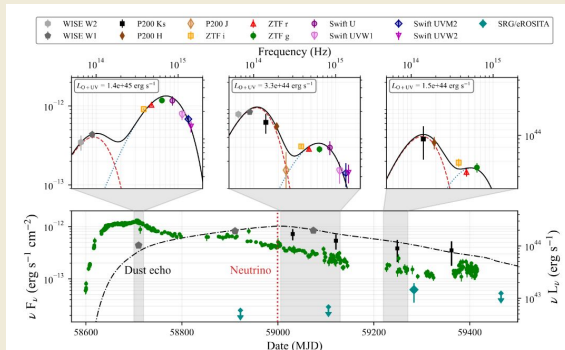 WISE W2 P200 Ks P200 J ZTF r Swift U Swift UVM2 SRG/eROSITA
WISE W1 P200 H ZTF i ZTF g Swift UVW1 Swift UVW2
Frequency (Hz)
10^14 10^15 10^14 10^15 10^14 10^15
L_O+UV = 1.4e+45 erg s^-1 L_O+UV = 3.3e+44 erg s^-1 L_O+UV = 1.5e+44 erg s^-1
10^-12
10^44
10^-13
10^-12
10^-13
10^44
10^43
Dust echo Neutrino
ν F_ν (erg s^-1 cm^-2)
ν L_ν (erg s^-1)
58600 58800 59000 59200 59400
Date (MJD)